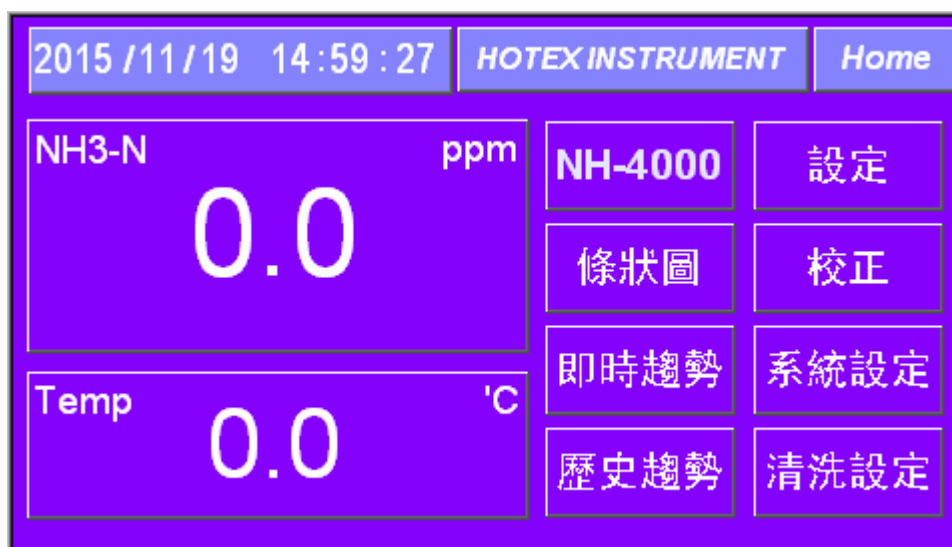 2015 / 11 / 19 14 : 59 : 27 HOTEX INSTRUMENT Home
NH3-N ppm
0.0
Temp 'C
0.0
NH-4000 設定
條狀圖 校正
即時趨勢 系統設定
歷史趨勢 清洗設定